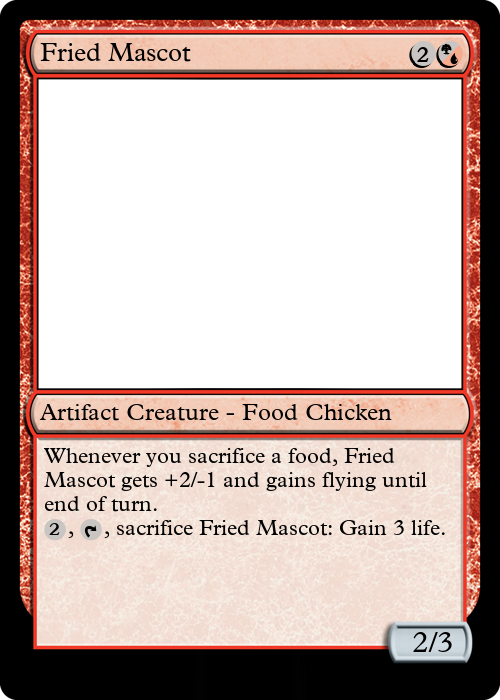 Fried Mascot 2
Artifact Creature - Food Chicken
Whenever you sacrifice a food, Fried
Mascot gets +2/-1 and gains flying until
end of turn.
2, , sacrifice Fried Mascot: Gain 3 life.
2/3